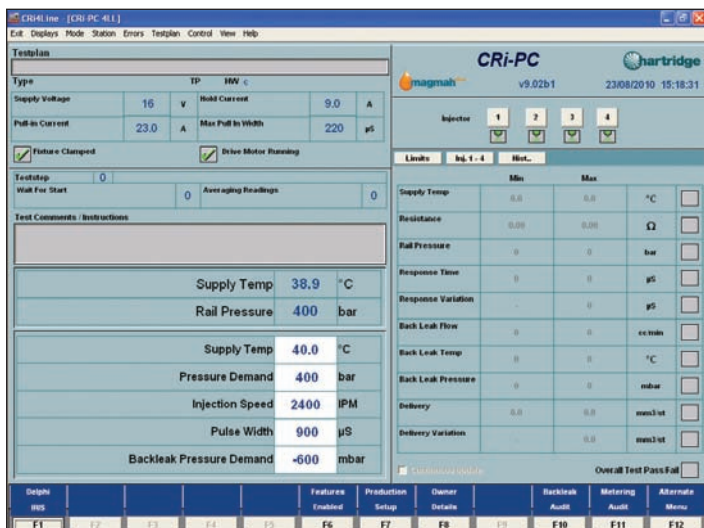 CRi4Line - [CRi-PC 4LL]
Exit Displays Mode Station Errors Testplan Control View Help
Testplan
Type TP HW c
Supply Voltage 16 V Hold Current 9.0 A
Pull-in Current 23.0 A Max Pull In Width 220 µS
Fixture Clamped Drive Motor Running
Teststep 0
Wait For Start 0 Averaging Readings 0
Test Comments / Instructions
Supply Temp 38.9 °C
Rail Pressure 400 bar
Supply Temp 40.0 °C
Pressure Demand 400 bar
Injection Speed 2400 IPM
Pulse Width 900 µS
Backleak Pressure Demand -600 mbar
CRi-PC hartridge
magmah v9.02b1 23/08/2010 15:18:31
Injector 1 2 3 4
Limits Inj. 1 - 4 Hist..
Min Max
Supply Temp 0.0 0.0 °C
Resistance 0.00 0.00 Ω
Rail Pressure 0 0 bar
Response Time 0 0 µS
Response Variation - 0 µS
Back Leak Flow 0 0 cc/min
Back Leak Temp 0 0 °C
Back Leak Pressure 0 0 mbar
Delivery 0.0 0.0 mm3/st
Delivery Variation - 0.0 mm3/st
Continuous Update Overall Test Pass/Fail
Delphi IRIS Features Enabled Production Setup Owner Details Backleak Audit Metering Audit Alternate Menu
F1 F2 F3 F4 F5 F6 F7 F8 F9 F10 F11 F12